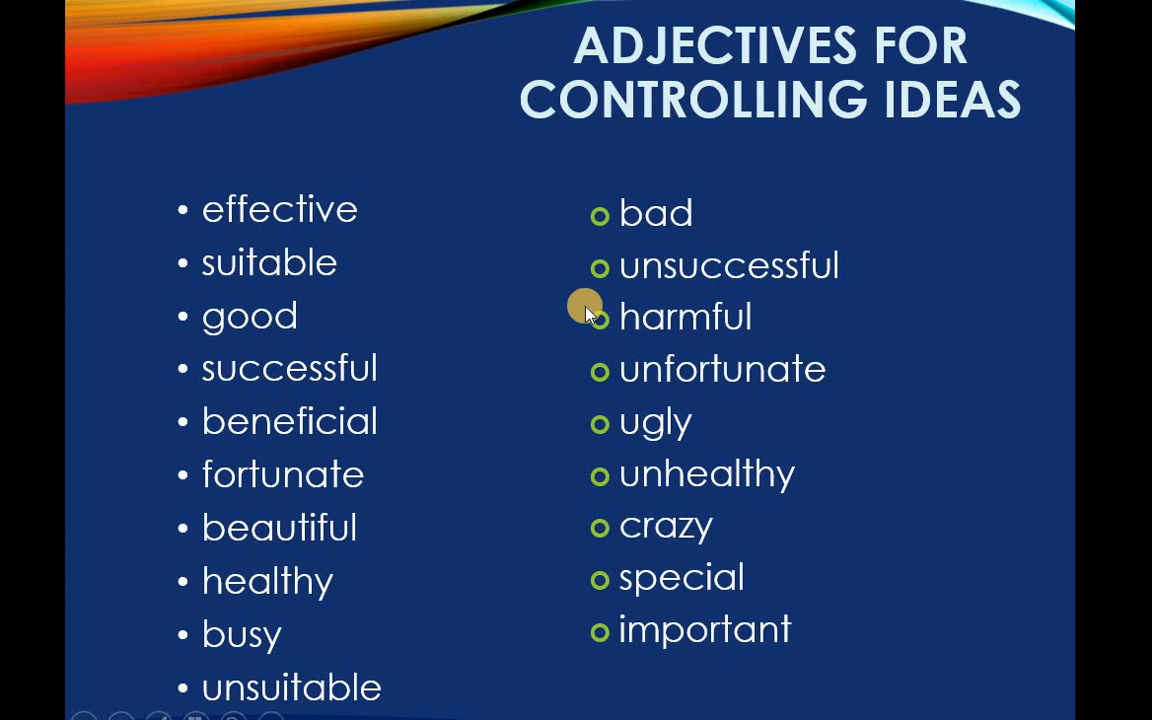 ADJECTIVES FOR
CONTROLLING IDEAS
effective
suitable
good
successful
beneficial
fortunate
beautiful
healthy
busy
unsuitable
bad
unsuccessful
harmful
unfortunate
ugly
unhealthy
crazy
special
important